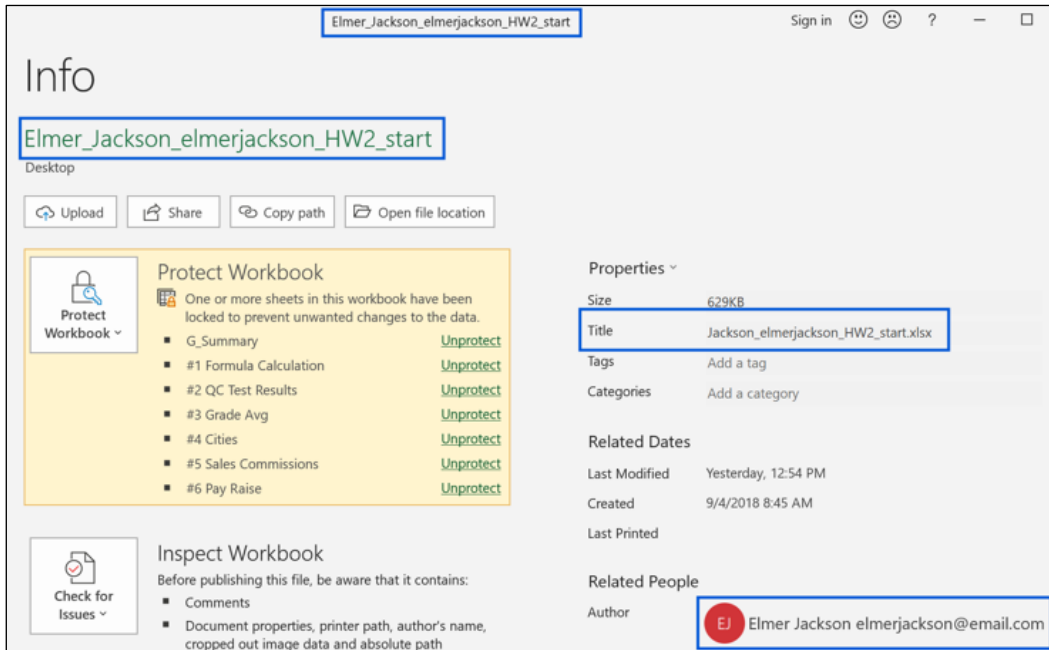 Elmer_Jackson_elmerjackson_HW2_start
Sign in ?
Info
Elmer_Jackson_elmerjackson_HW2_start
Desktop
Upload Share Copy path Open file location
Protect Workbook
Protect Workbook
One or more sheets in this workbook have been
locked to prevent unwanted changes to the data.
G_Summary Unprotect
#1 Formula Calculation Unprotect
#2 QC Test Results Unprotect
#3 Grade Avg Unprotect
#4 Cities Unprotect
#5 Sales Commissions Unprotect
#6 Pay Raise Unprotect
Check for Issues
Inspect Workbook
Before publishing this file, be aware that it contains:
Comments
Document properties, printer path, author's name,
cropped out image data and absolute path
Properties
Size 629KB
Title Jackson_elmerjackson_HW2_start.xlsx
Tags Add a tag
Categories Add a category
Related Dates
Last Modified Yesterday, 12:54 PM
Created 9/4/2018 8:45 AM
Last Printed
Related People
Author EJ Elmer Jackson elmerjackson@email.com